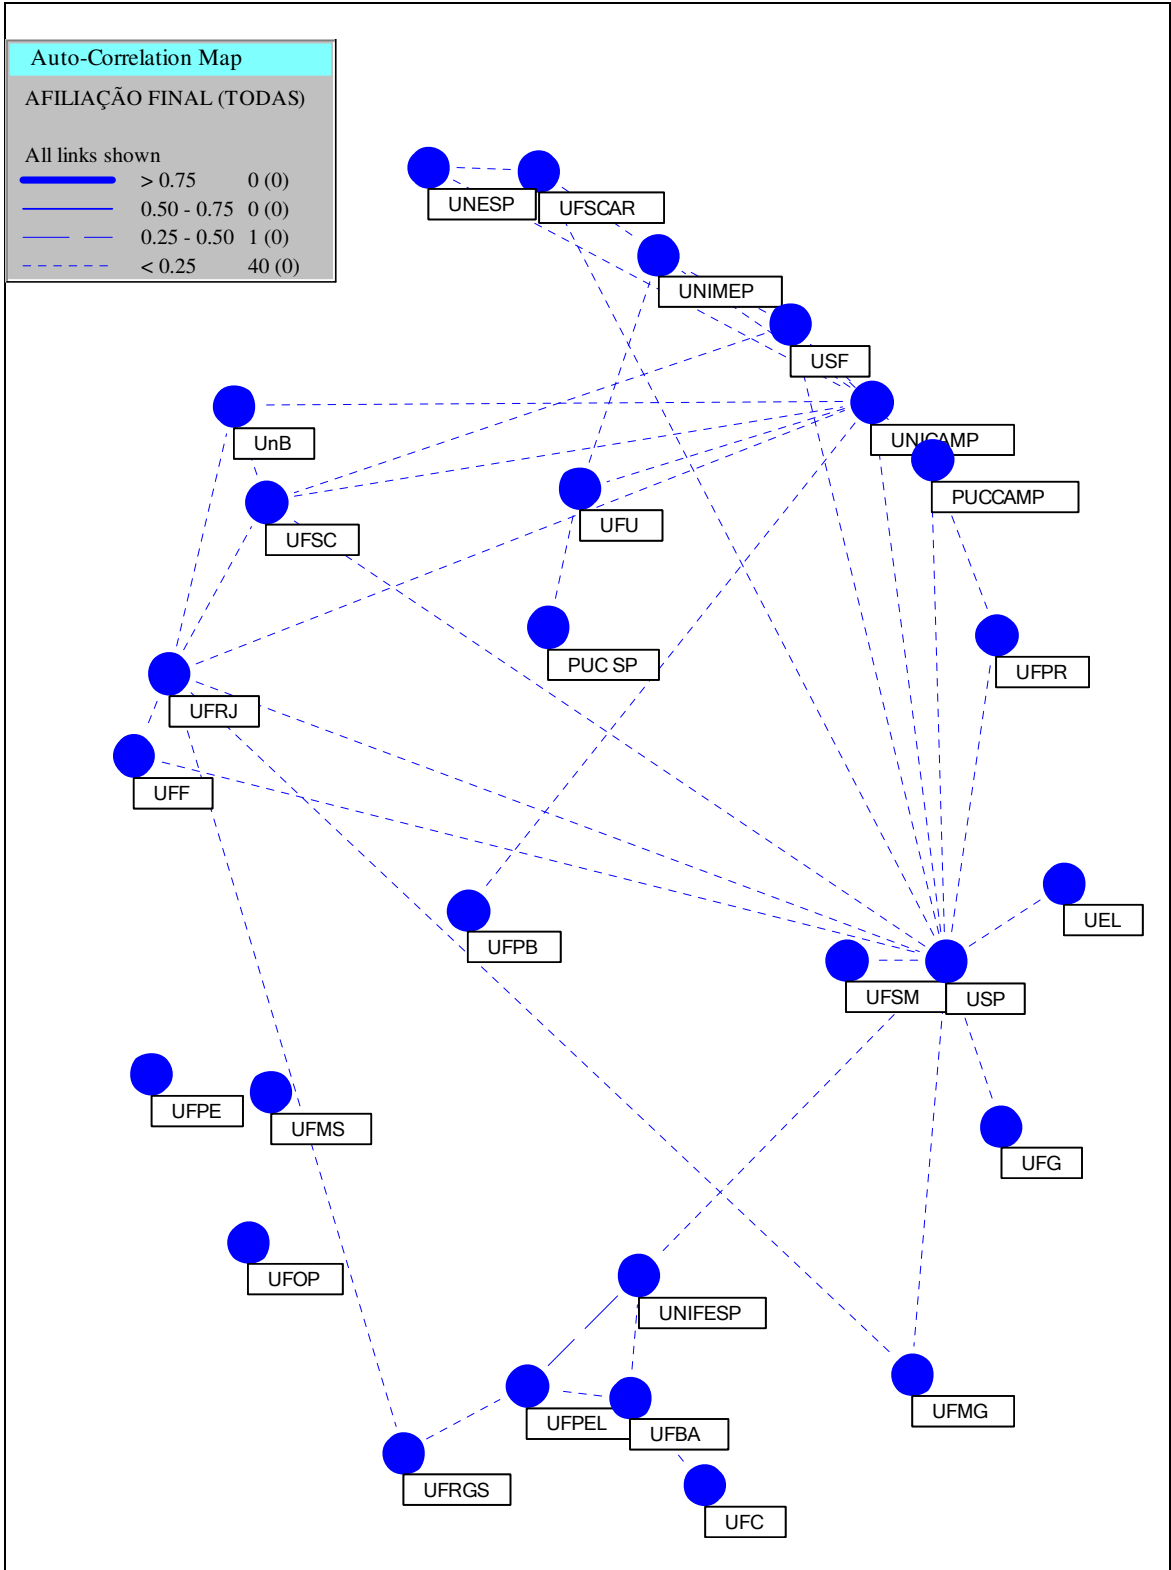 Auto-Correlation Map
AFILIAÇÃO FINAL (TODAS)
All links shown
> 0.75 0 (0)
0.50 - 0.75 0 (0)
0.25 - 0.50 1 (0)
< 0.25 40 (0)
UNESP
UFSCAR
UNIMEP
USF
UNICAMP
UnB
PUCCAMP
UFSC
UFU
PUC SP
UFPR
UFRJ
UFF
UEL
UFPB
UFSM
USP
UFPE
UFMS
UFG
UFOP
UNIFESP
UFMG
UFPEL
UFBA
UFRGS
UFC